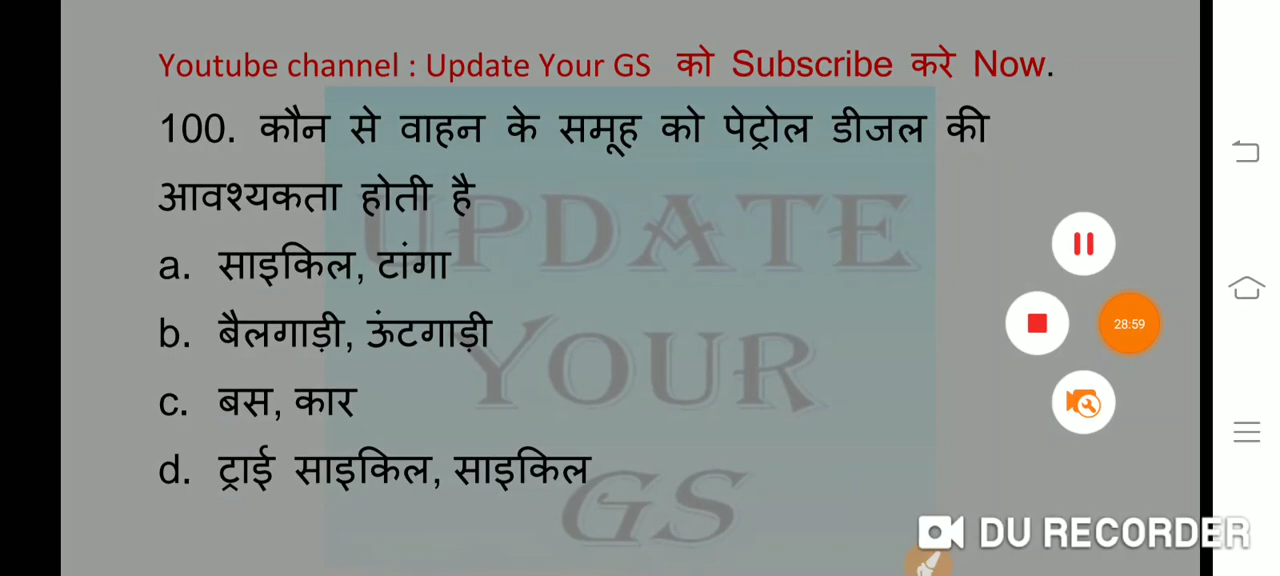 Youtube channel : Update Your GS को Subscribe करे Now.
100. कौन से वाहन के समूह को पेट्रोल डीजल की
आवश्यकता होती है
a. साइकिल, टांगा
b. बैलगाड़ी, ऊंटगाड़ी
c. बस, कार
d. ट्राई साइकिल, साइकिल
UPDATE
YOUR
GS
28:59
DU RECORDER